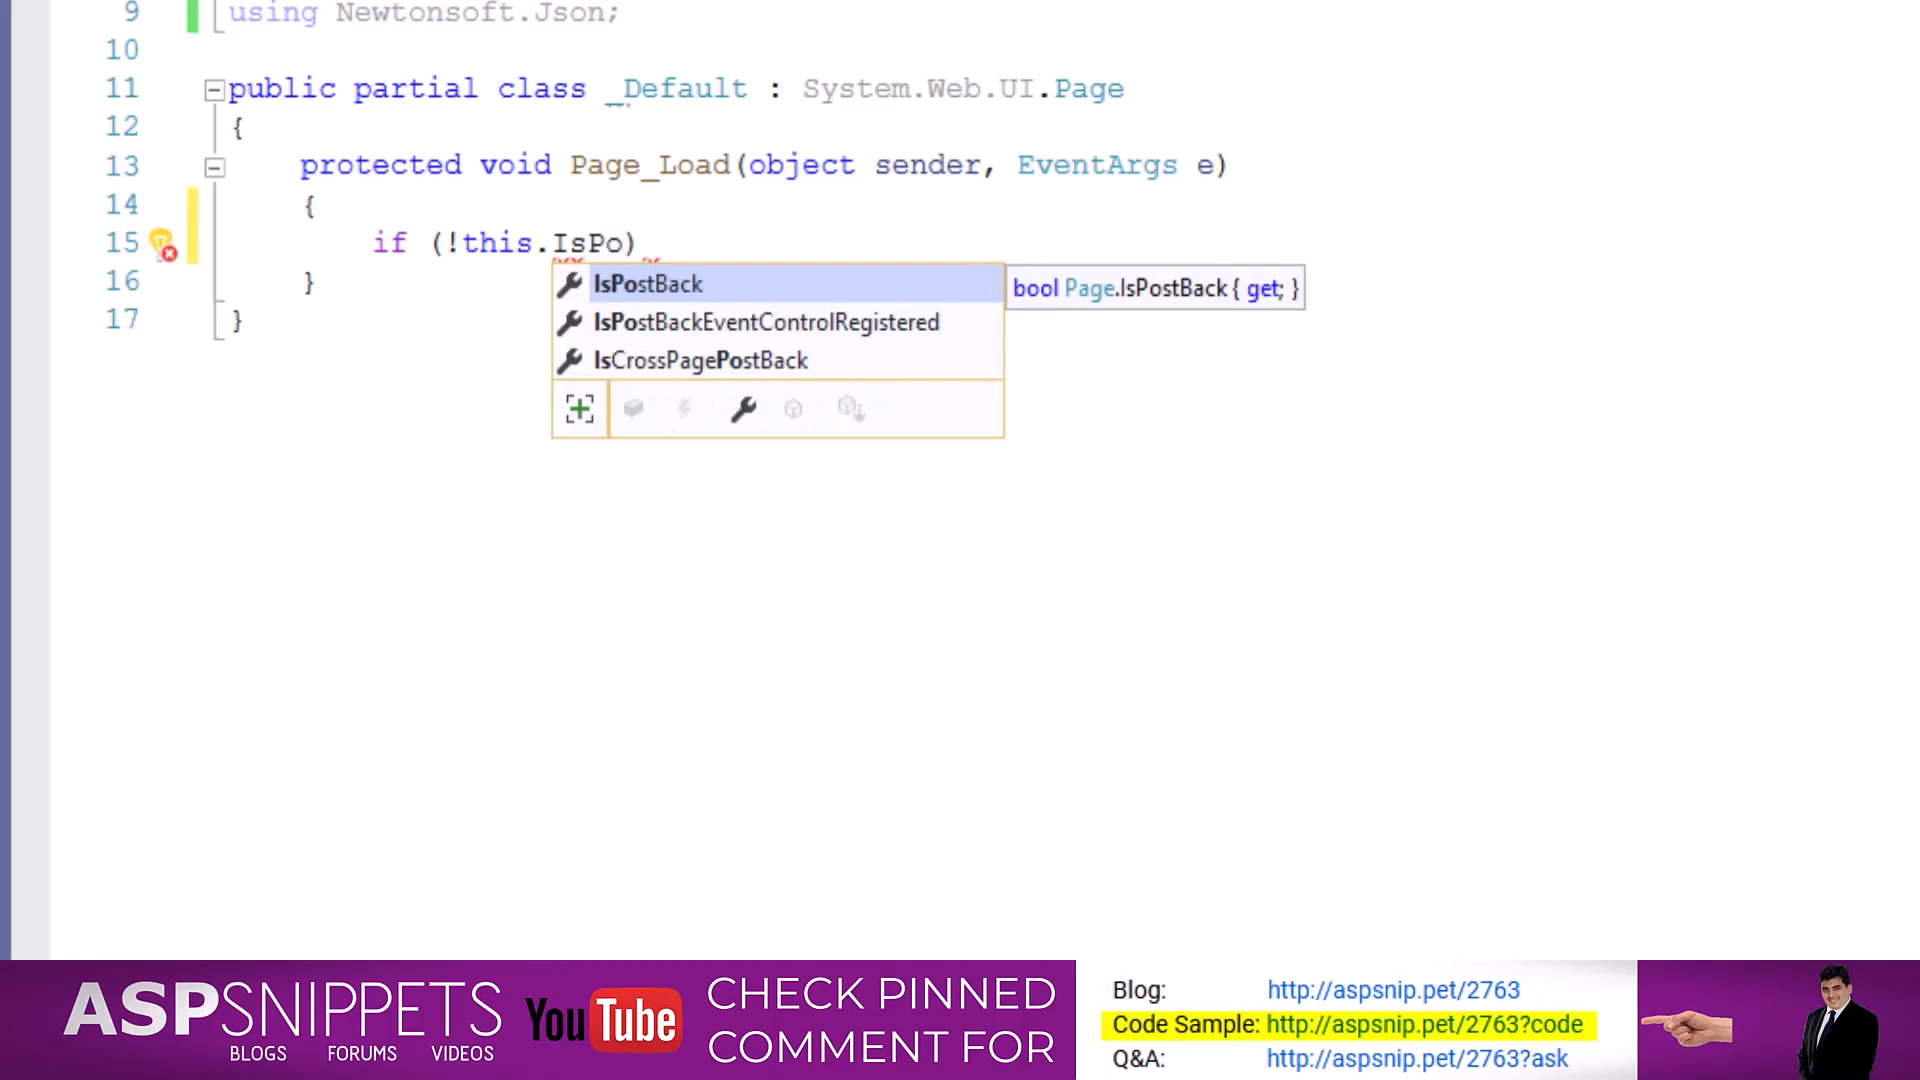 9 using Newtonsoft.Json;
10
11 public partial class _Default : System.Web.UI.Page
12 {
13 protected void Page_Load(object sender, EventArgs e)
14 {
15 if (!this.IsPo)
IsPostBack
bool Page.IsPostBack { get; }
16 }
IsPostBackEventControlRegistered
17 }
IsCrossPagePostBack
ASPSNIPPETS
BLOGS FORUMS VIDEOS
YouTube
CHECK PINNED
COMMENT FOR
Blog: http://aspsnip.pet/2763
Code Sample: http://aspsnip.pet/2763?code
Q&A: http://aspsnip.pet/2763?ask